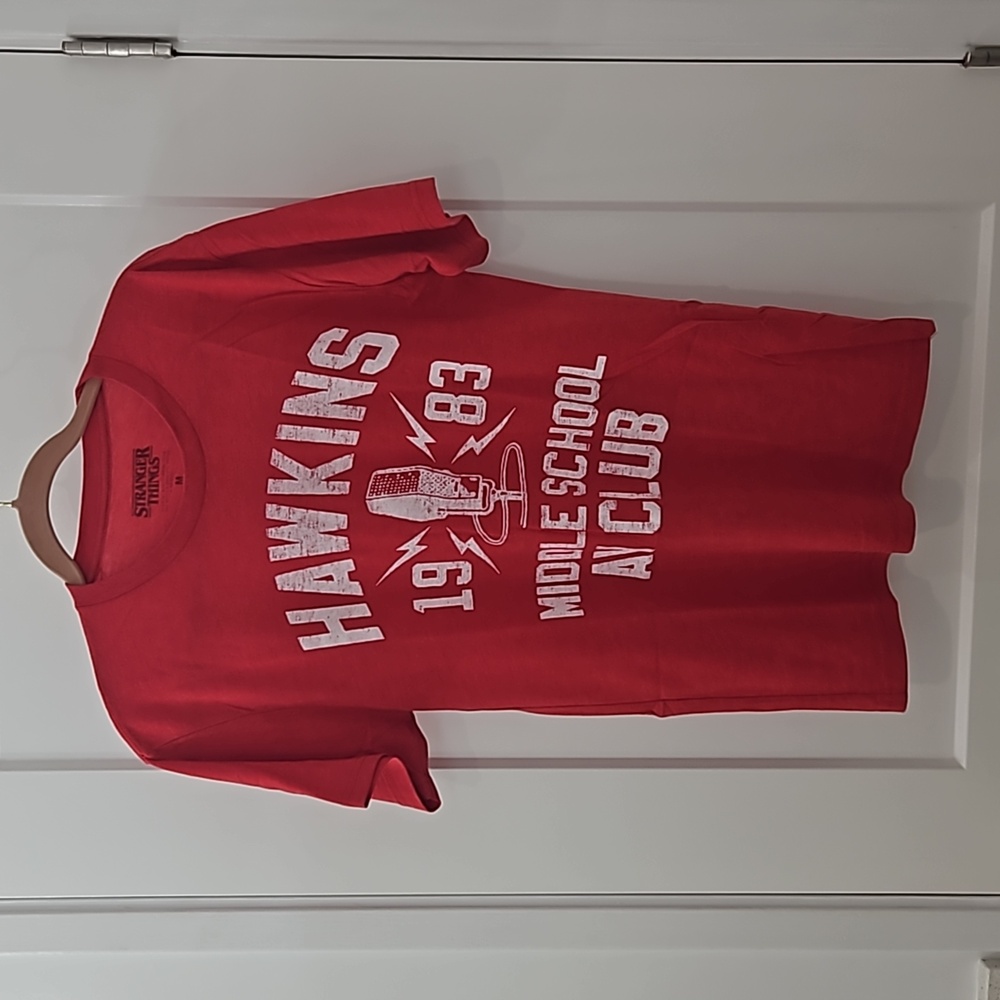 STRANGER
THINGS
M
HAWKINS
19 83
MIDDLE SCHOOL
AV CLUB